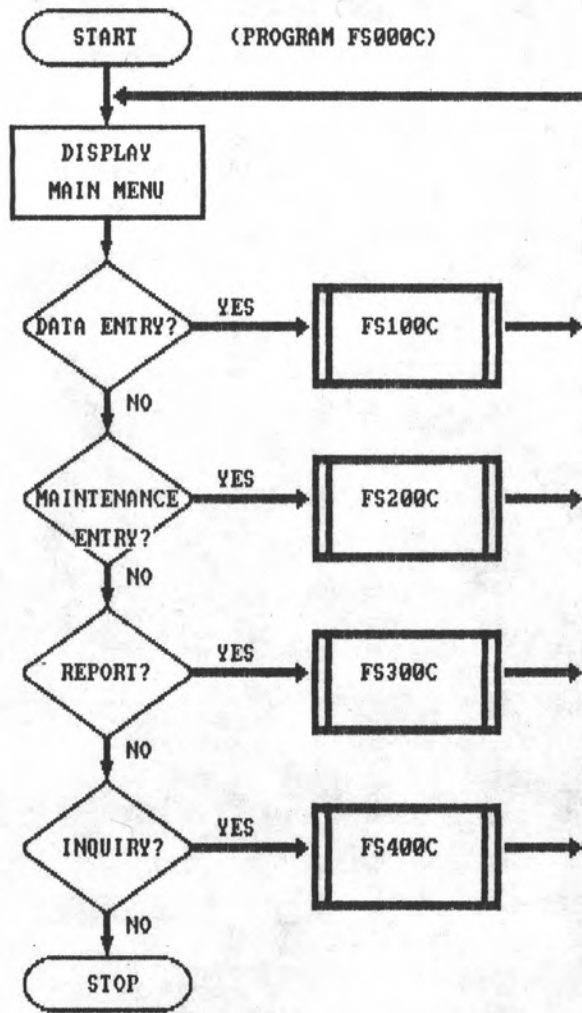 START (PROGRAM FS000C)
DISPLAY
MAIN MENU
DATA ENTRY?
YES
FS100C
NO
MAINTENANCE
ENTRY?
YES
FS200C
NO
REPORT?
YES
FS300C
NO
INQUIRY?
YES
FS400C
NO
STOP